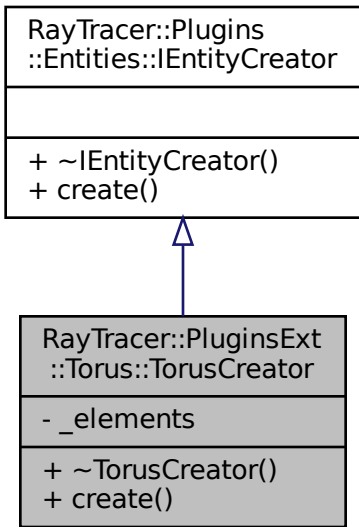 RayTracer::Plugins
::Entities::IEntityCreator
+ ~IEntityCreator()
+ create()
RayTracer::PluginsExt
::Torus::TorusCreator
- _elements
+ ~TorusCreator()
+ create()